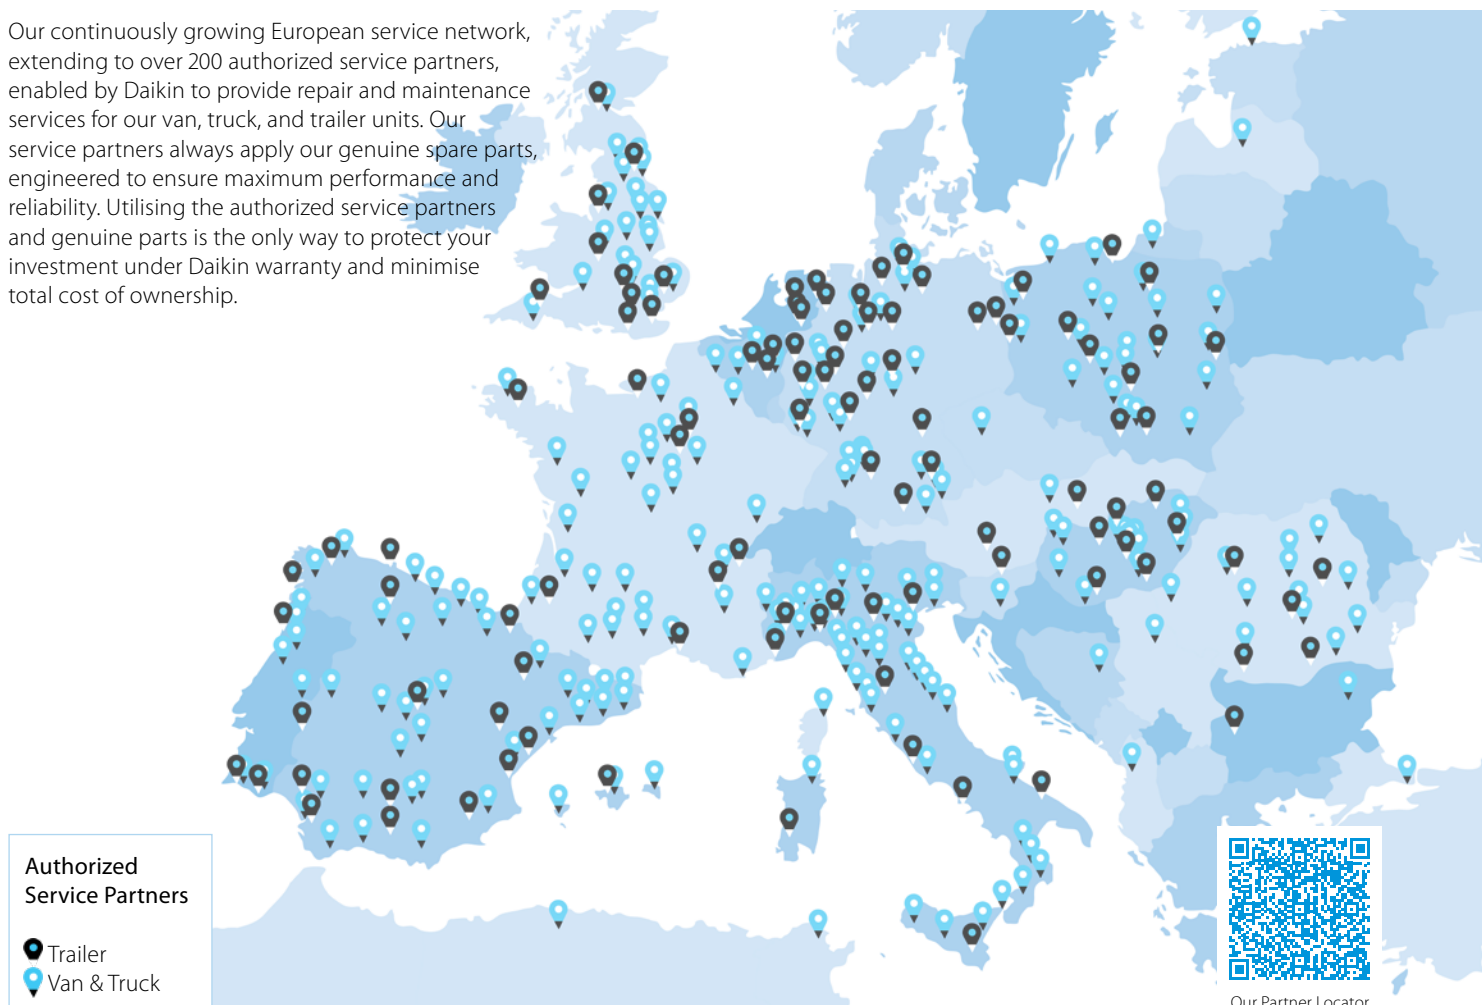 Our continuously growing European service network,
extending to over 200 authorized service partners,
enabled by Daikin to provide repair and maintenance
services for our van, truck, and trailer units. Our
service partners always apply our genuine spare parts,
engineered to ensure maximum performance and
reliability. Utilising the authorized service partners
and genuine parts is the only way to protect your
investment under Daikin warranty and minimise
total cost of ownership.
Authorized
Service Partners
Trailer
Van & Truck
Our Partner Locator